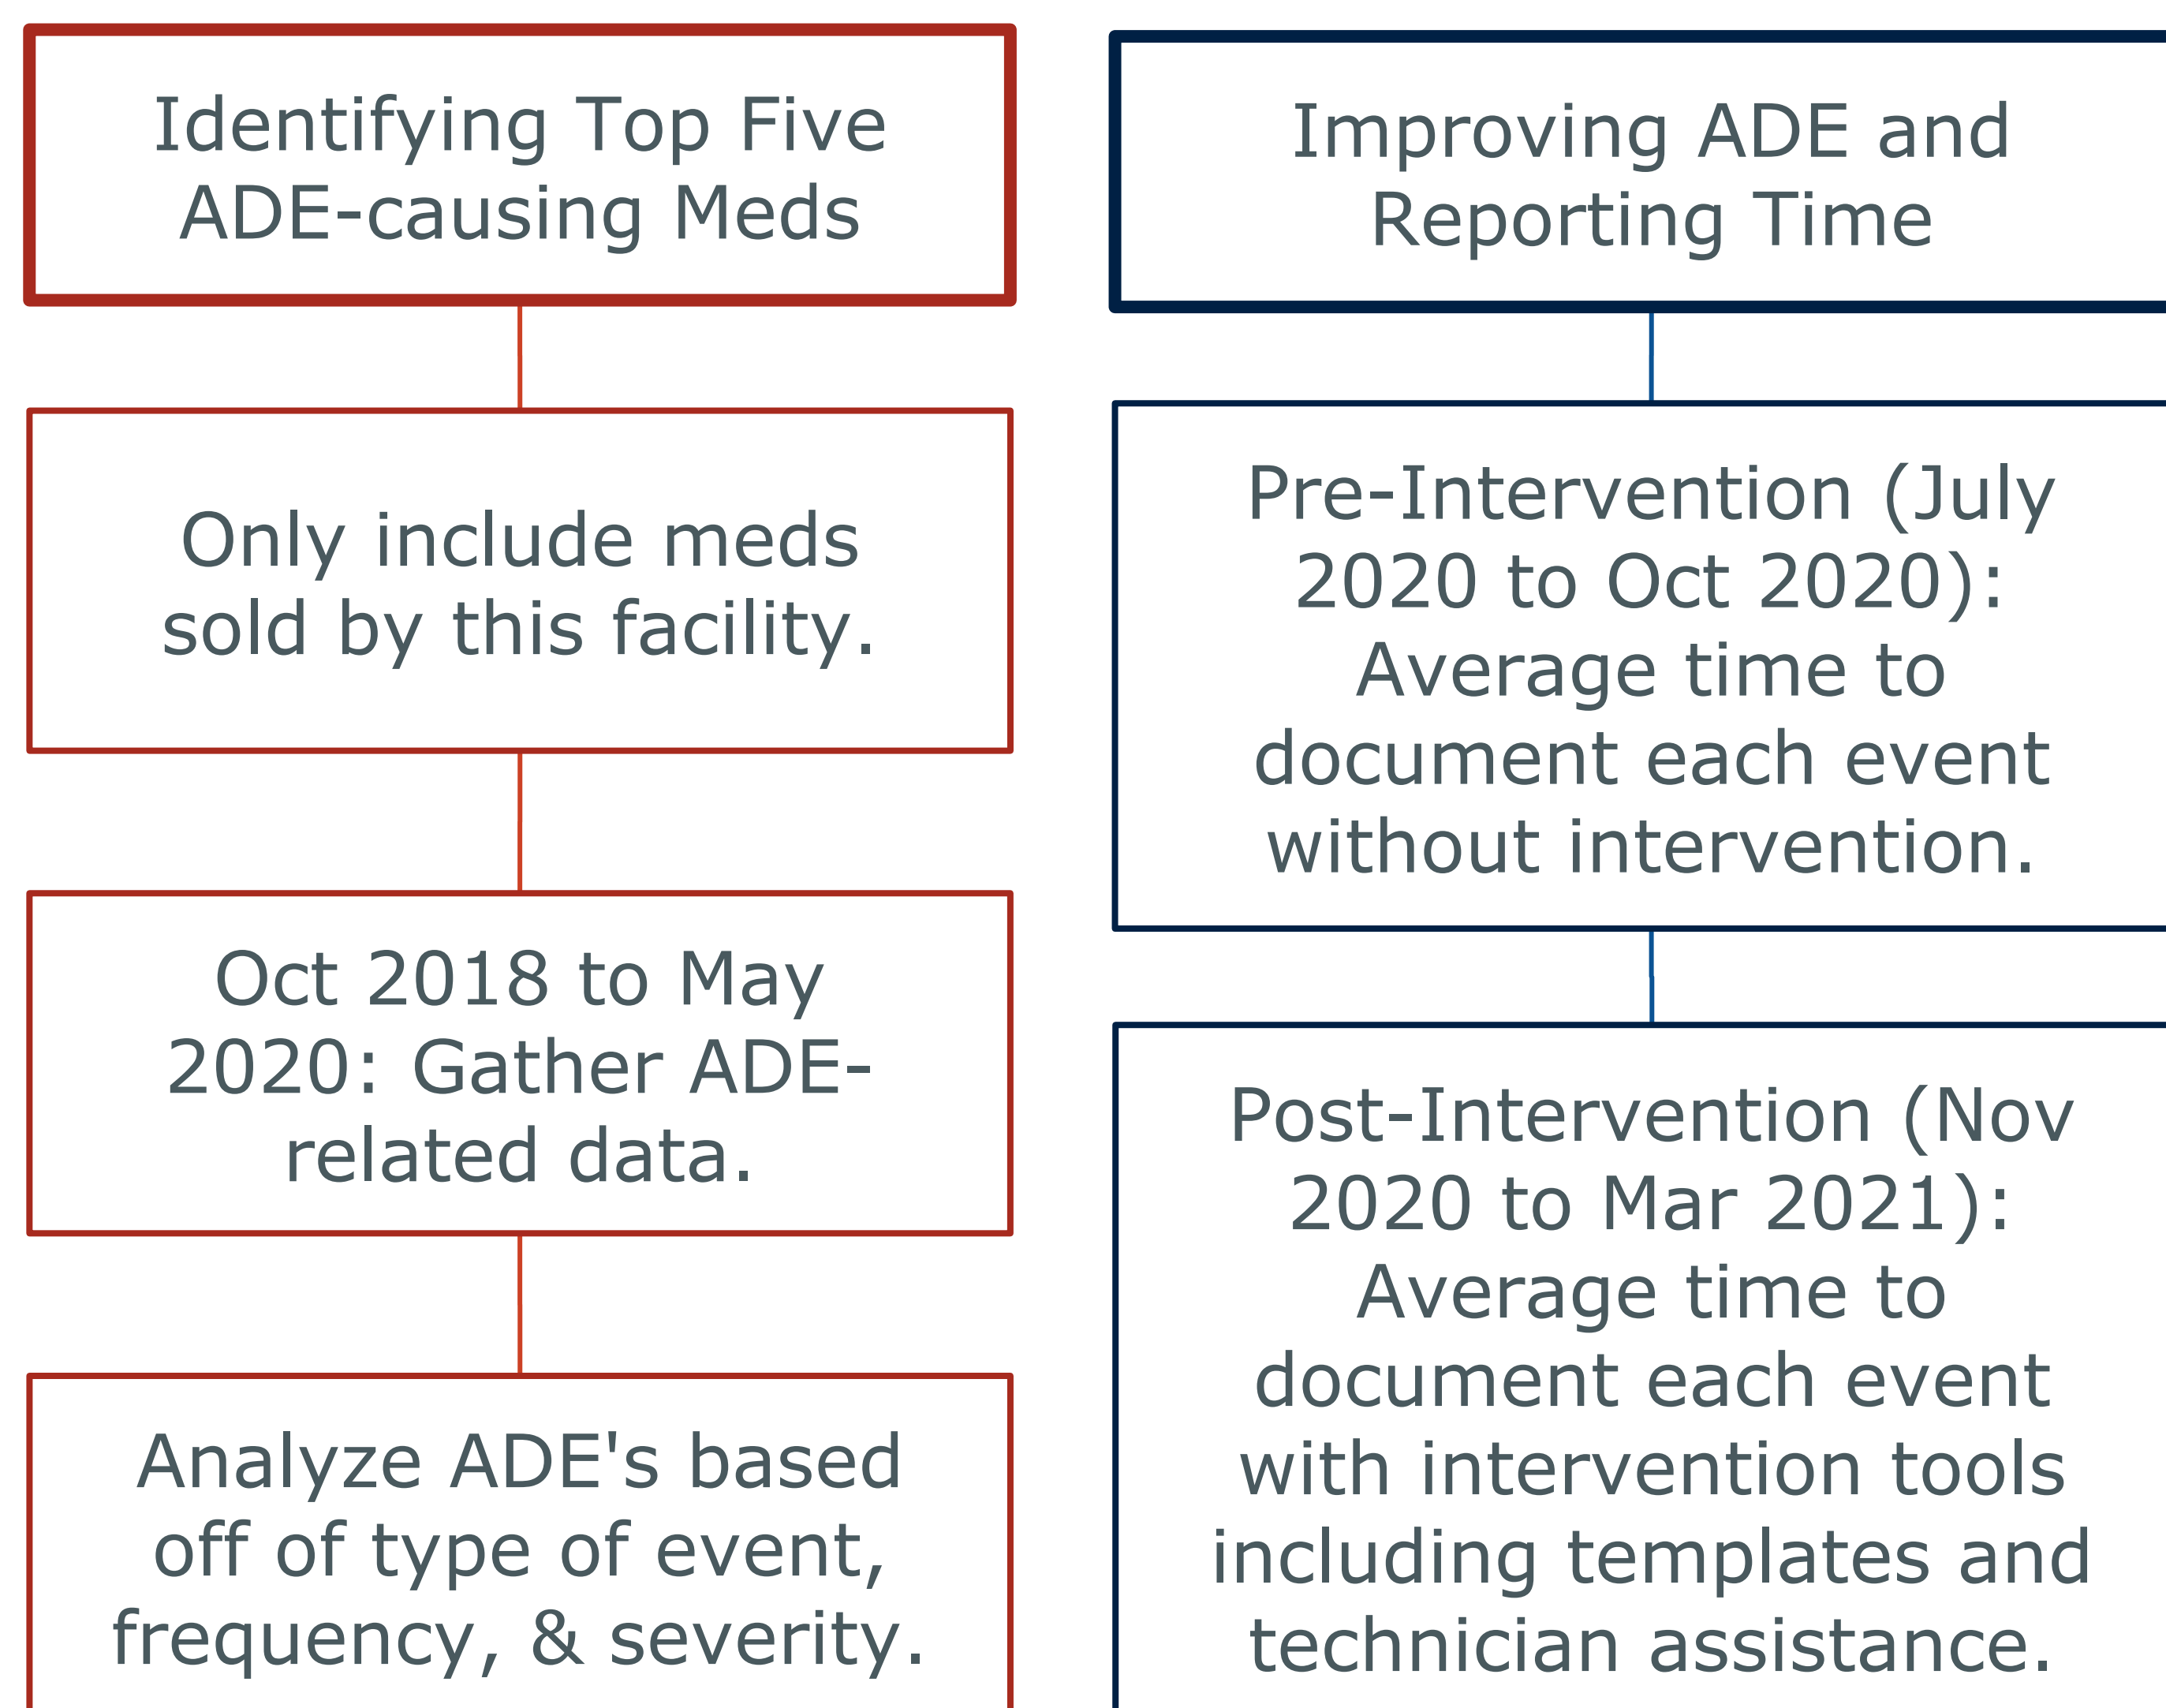 Identifying Top Five
ADE-causing Meds
Only include meds
sold by this facility.
Oct 2018 to May
2020: Gather ADE-
related data.
Analyze ADE's based
off of type of event,
frequency, & severity.
Improving ADE and
Reporting Time
Pre-Intervention (July
2020 to Oct 2020):
Average time to
document each event
without intervention.
Post-Intervention (Nov
2020 to Mar 2021):
Average time to
document each event
with intervention tools
including templates and
technician assistance.